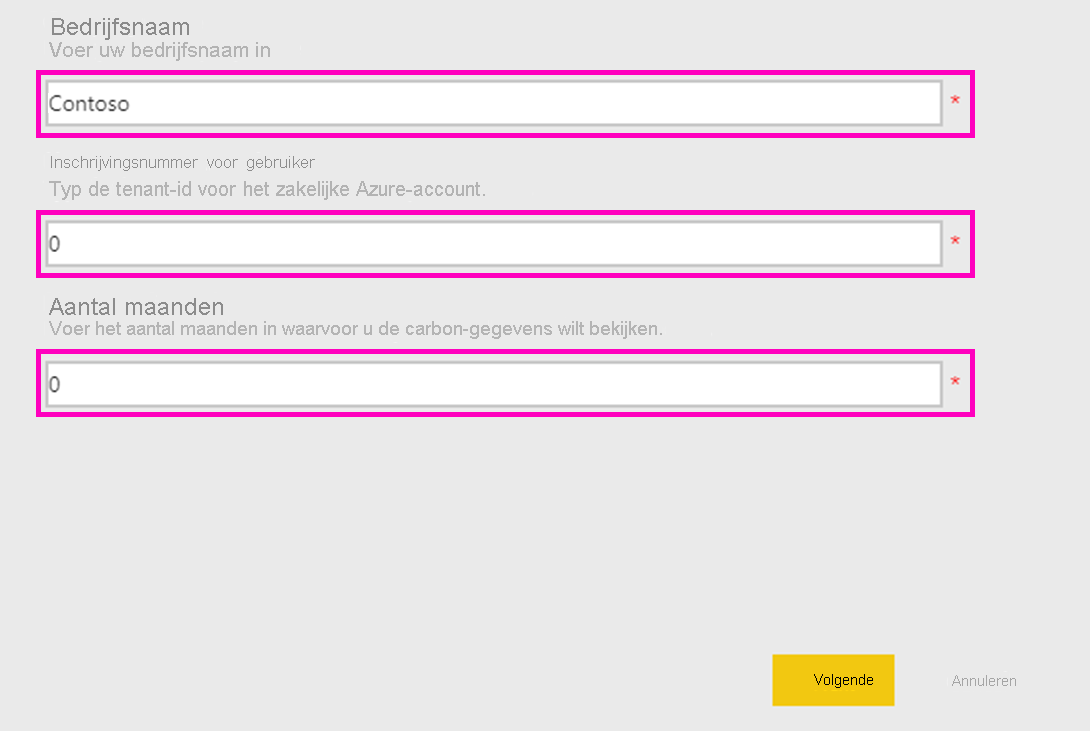 Bedrijfsnaam
Voer uw bedrijfsnaam in
Contoso *
Inschrijvingsnummer voor gebruiker
Typ de tenant-id voor het zakelijke Azure-account.
0 *
Aantal maanden
Voer het aantal maanden in waarvoor u de carbon-gegevens wilt bekijken.
0 *
Volgende Annuleren